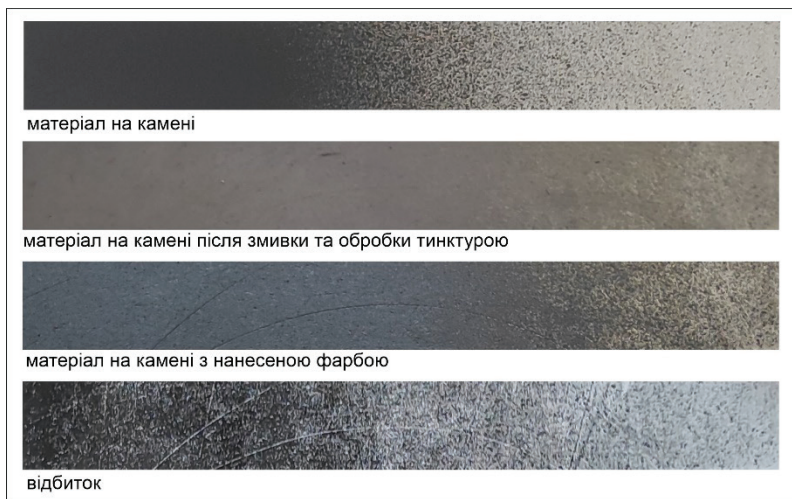 матеріал на камені
матеріал на камені після змивки та обробки тинктурою
матеріал на камені з нанесеною фарбою
відбиток